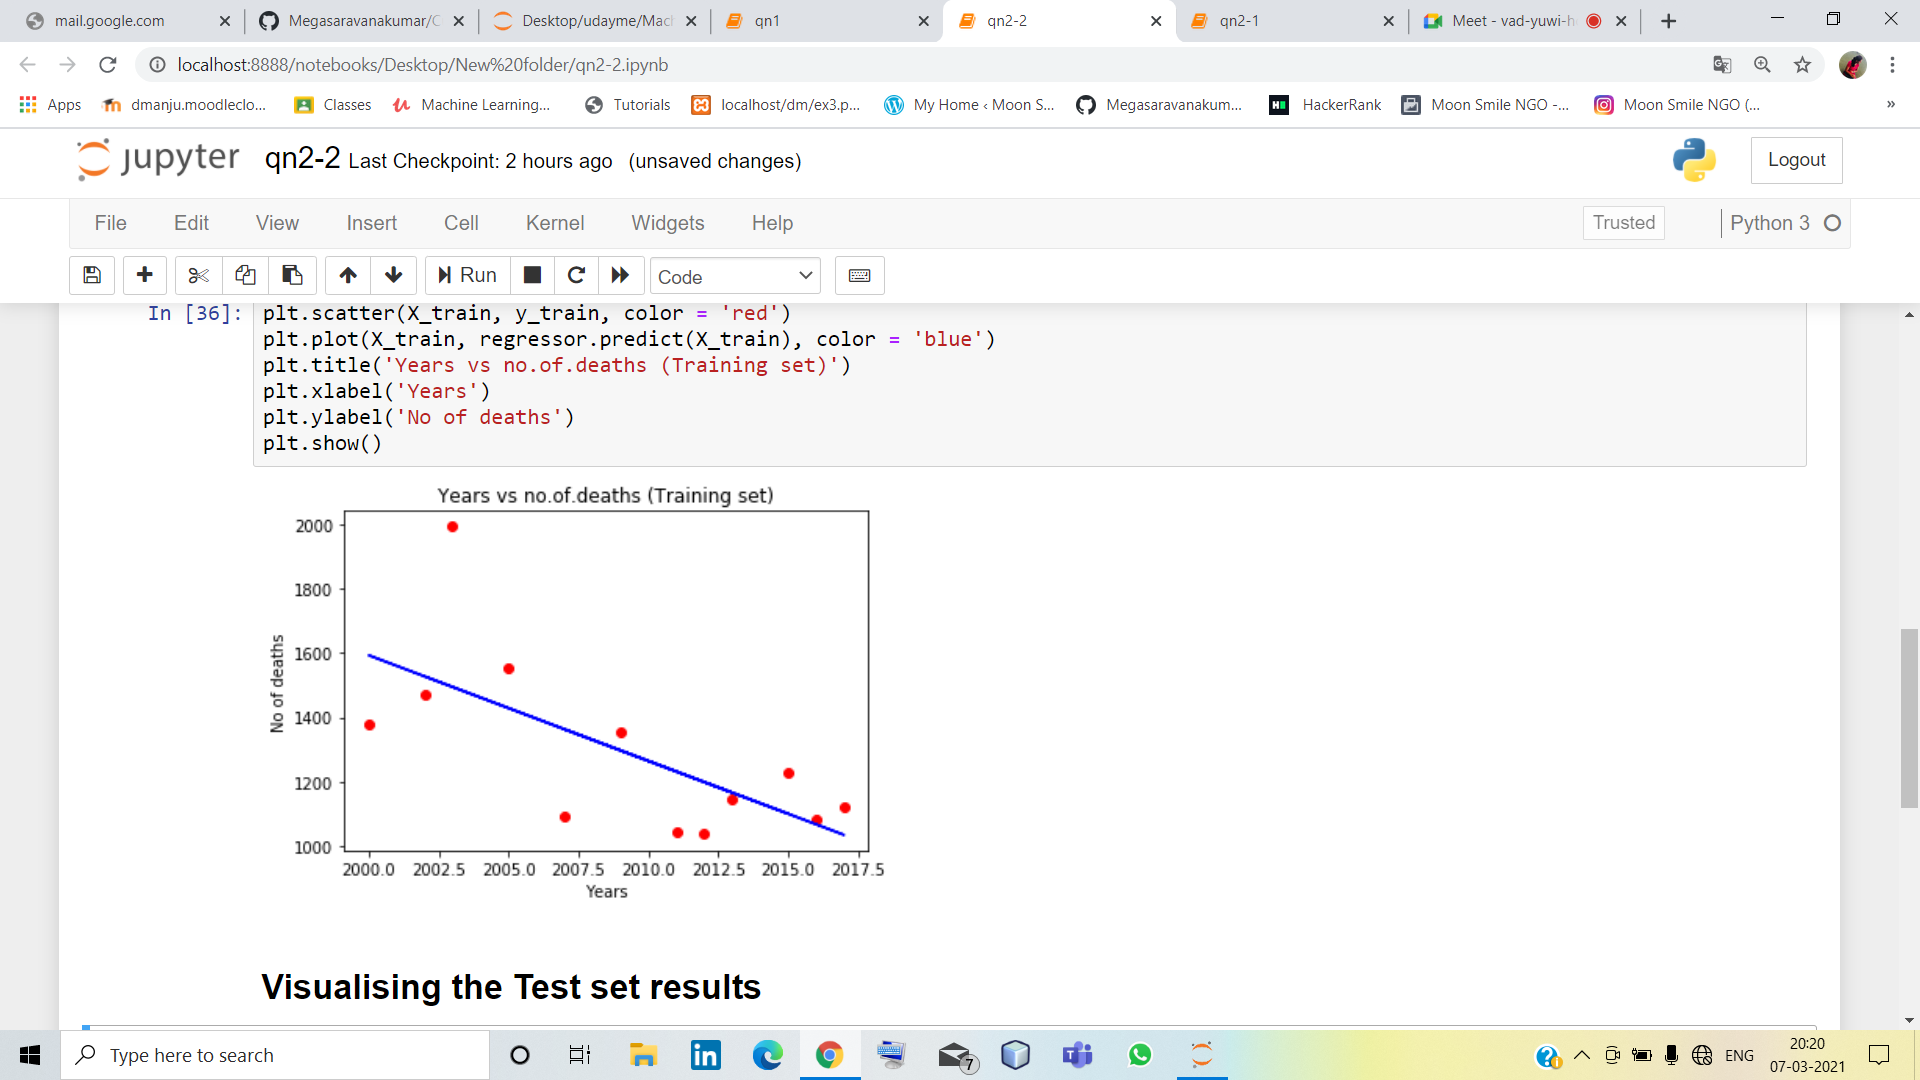 mail.google.com
Megasaravanakumar/C
Desktop/udayme/Mach
qn1
qn2-2
qn2-1
Meet - vad-yuwi-h
localhost:8888/notebooks/Desktop/New%20folder/qn2-2.ipynb
Apps
dmanju.moodleclo...
Classes
Machine Learning...
Tutorials
localhost/dm/ex3.p...
My Home ‹ Moon S...
Megasaravanakum...
HackerRank
Moon Smile NGO -...
Moon Smile NGO (...
»
jupyter qn2-2 Last Checkpoint: 2 hours ago (unsaved changes)
Logout
File Edit View Insert Cell Kernel Widgets Help
Trusted
Python 3
Run
Code
In [36]:
plt.scatter(X_train, y_train, color = 'red')
plt.plot(X_train, regressor.predict(X_train), color = 'blue')
plt.title('Years vs no.of.deaths (Training set)')
plt.xlabel('Years')
plt.ylabel('No of deaths')
plt.show()
Years vs no.of.deaths (Training set)
2000
1800
1600
1400
1200
1000
No of deaths
2000.0 2002.5 2005.0 2007.5 2010.0 2012.5 2015.0 2017.5
Years
Visualising the Test set results
Type here to search
7
ENG
20:20
07-03-2021